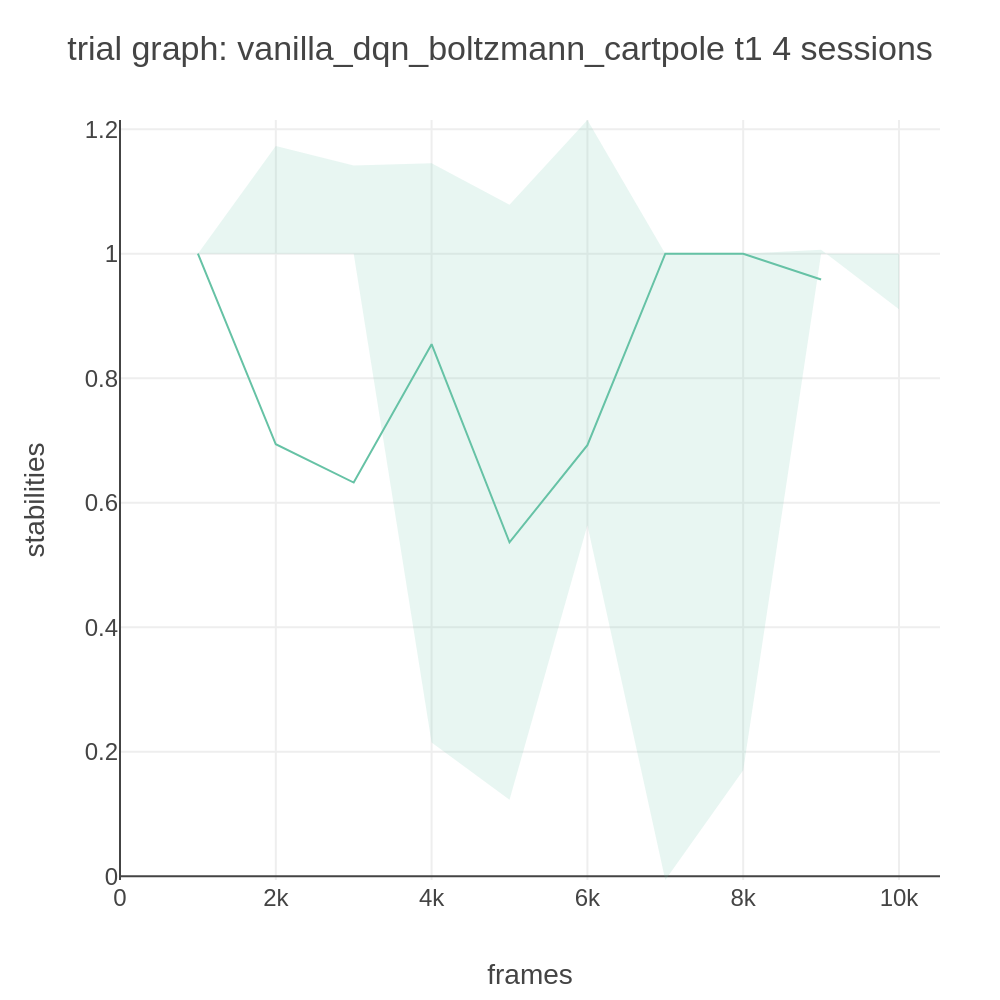 trial graph: vanilla_dqn_boltzmann_cartpole t1 4 sessions
1.2
1
0.8
0.6
0.4
0.2
0
stabilities
0 2k 4k 6k 8k 10k
frames